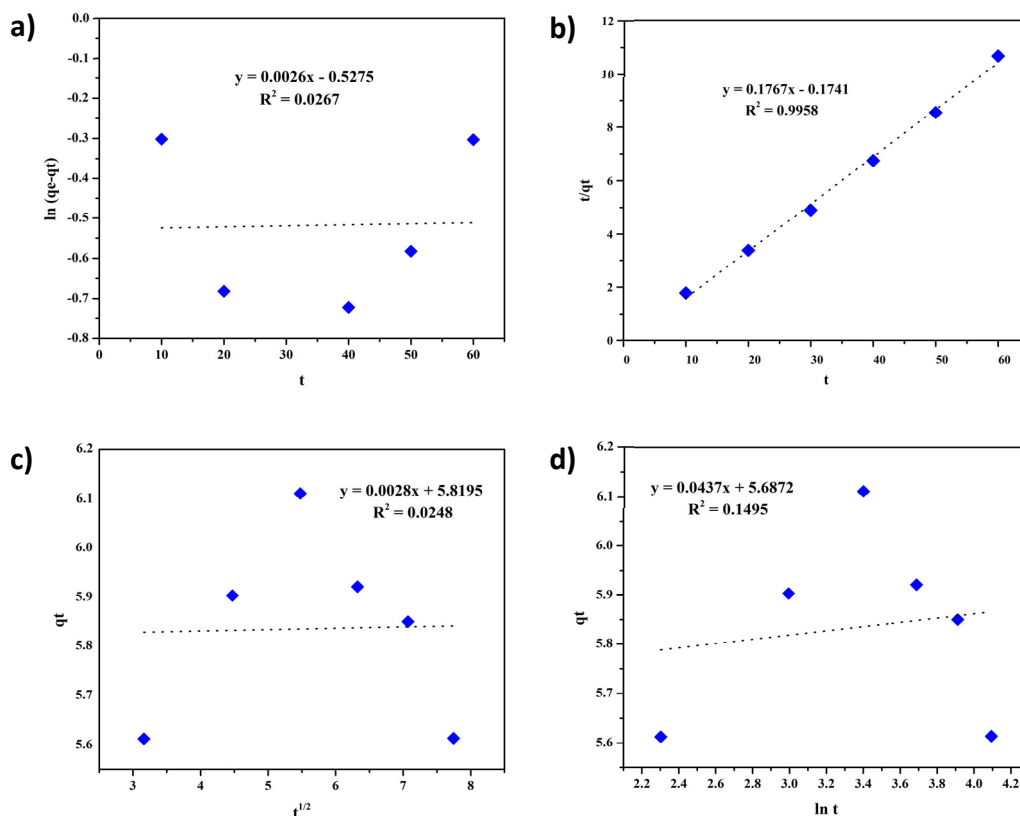 a)
0.0
-0.1
-0.2
-0.3
-0.4
-0.5
-0.6
-0.7
-0.8
ln (qe-qt)
y = 0.0026x - 0.5275
R² = 0.0267
0 10 20 30 40 50 60
t
b)
12
10
8
6
4
2
0
t/qt
y = 0.1767x - 0.1741
R² = 0.9958
0 10 20 30 40 50 60
t
c)
6.2
6.1
6.0
5.9
5.8
5.7
5.6
qt
y = 0.0028x + 5.8195
R² = 0.0248
3 4 5 6 7 8
t^1/2
d)
6.2
6.1
6.0
5.9
5.8
5.7
5.6
qt
y = 0.0437x + 5.6872
R² = 0.1495
2.2 2.4 2.6 2.8 3.0 3.2 3.4 3.6 3.8 4.0 4.2
ln t